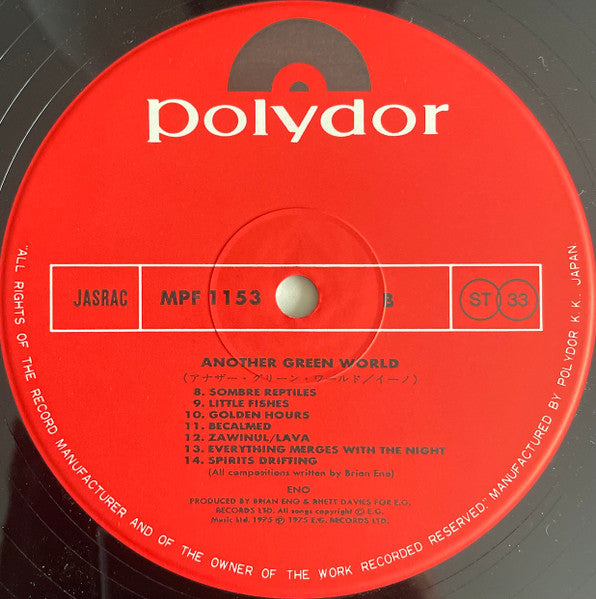 polydor
JASRAC
MPF 1153
B
ST 33
ANOTHER GREEN WORLD
(アナザー・グリーン・ワールド/イーノ)
8. SOMBRE REPTILES
9. LITTLE FISHES
10. GOLDEN HOURS
11. BECALMED
12. ZAWINUL/LAVA
13. EVERYTHING MERGES WITH THE NIGHT
14. SPIRITS DRIFTING
(All compositions written by Brian Eno)
ENO
PRODUCED BY BRIAN ENO & RHETT DAVIES FOR E.G.
RECORDS LTD. All songs copyright © E.G.
Music Ltd. 1975 ℗ 1975 E.G. RECORDS LTD.
"ALL RIGHTS OF THE RECORD MANUFACTURER AND OF THE OWNER OF THE WORK RECORDED RESERVED." MANUFACTURED BY POLYDOR K.K., JAPAN